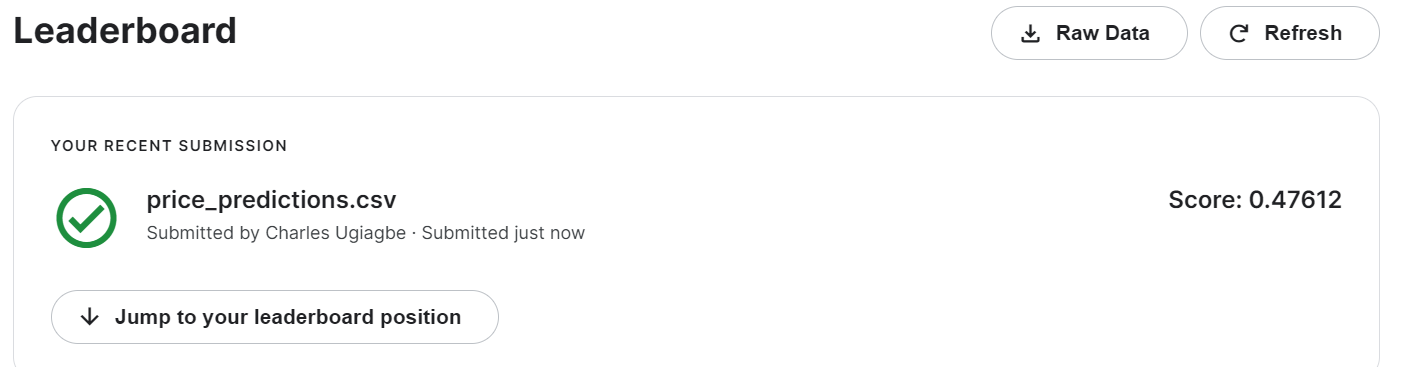 Leaderboard
Raw Data
Refresh
YOUR RECENT SUBMISSION
price_predictions.csv
Score: 0.47612
Submitted by Charles Ugiagbe · Submitted just now
Jump to your leaderboard position